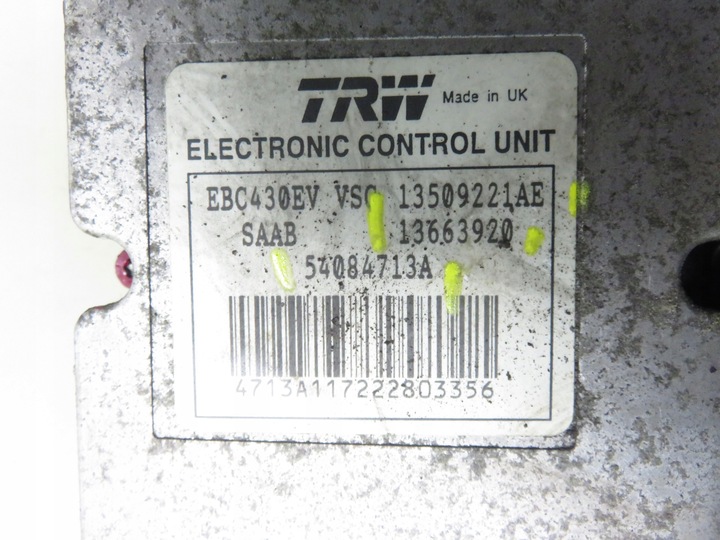 TRW Made in UK
ELECTRONIC CONTROL UNIT
EBC430EV VSC 13509221AE
SAAB 13663920
54084713A
4713A117222803356